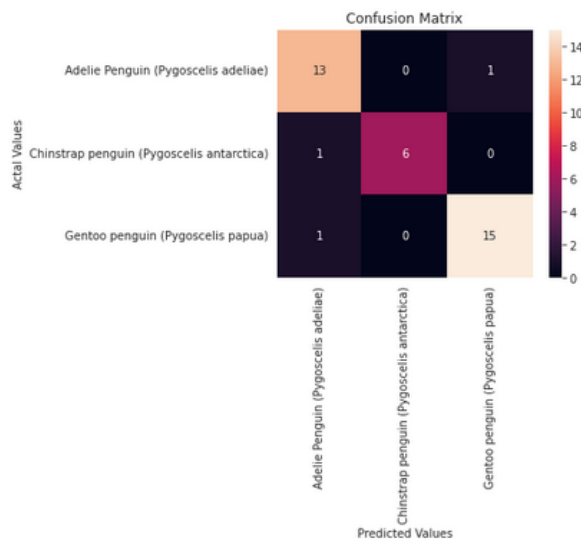 Confusion Matrix
Actal Values
Adelie Penguin (Pygoscelis adeliae)
13 0 1
Chinstrap penguin (Pygoscelis antarctica)
1 6 0
Gentoo penguin (Pygoscelis papua)
1 0 15
14
12
10
8
6
4
2
0
Adelie Penguin (Pygoscelis adeliae)
Chinstrap penguin (Pygoscelis antarctica)
Gentoo penguin (Pygoscelis papua)
Predicted Values